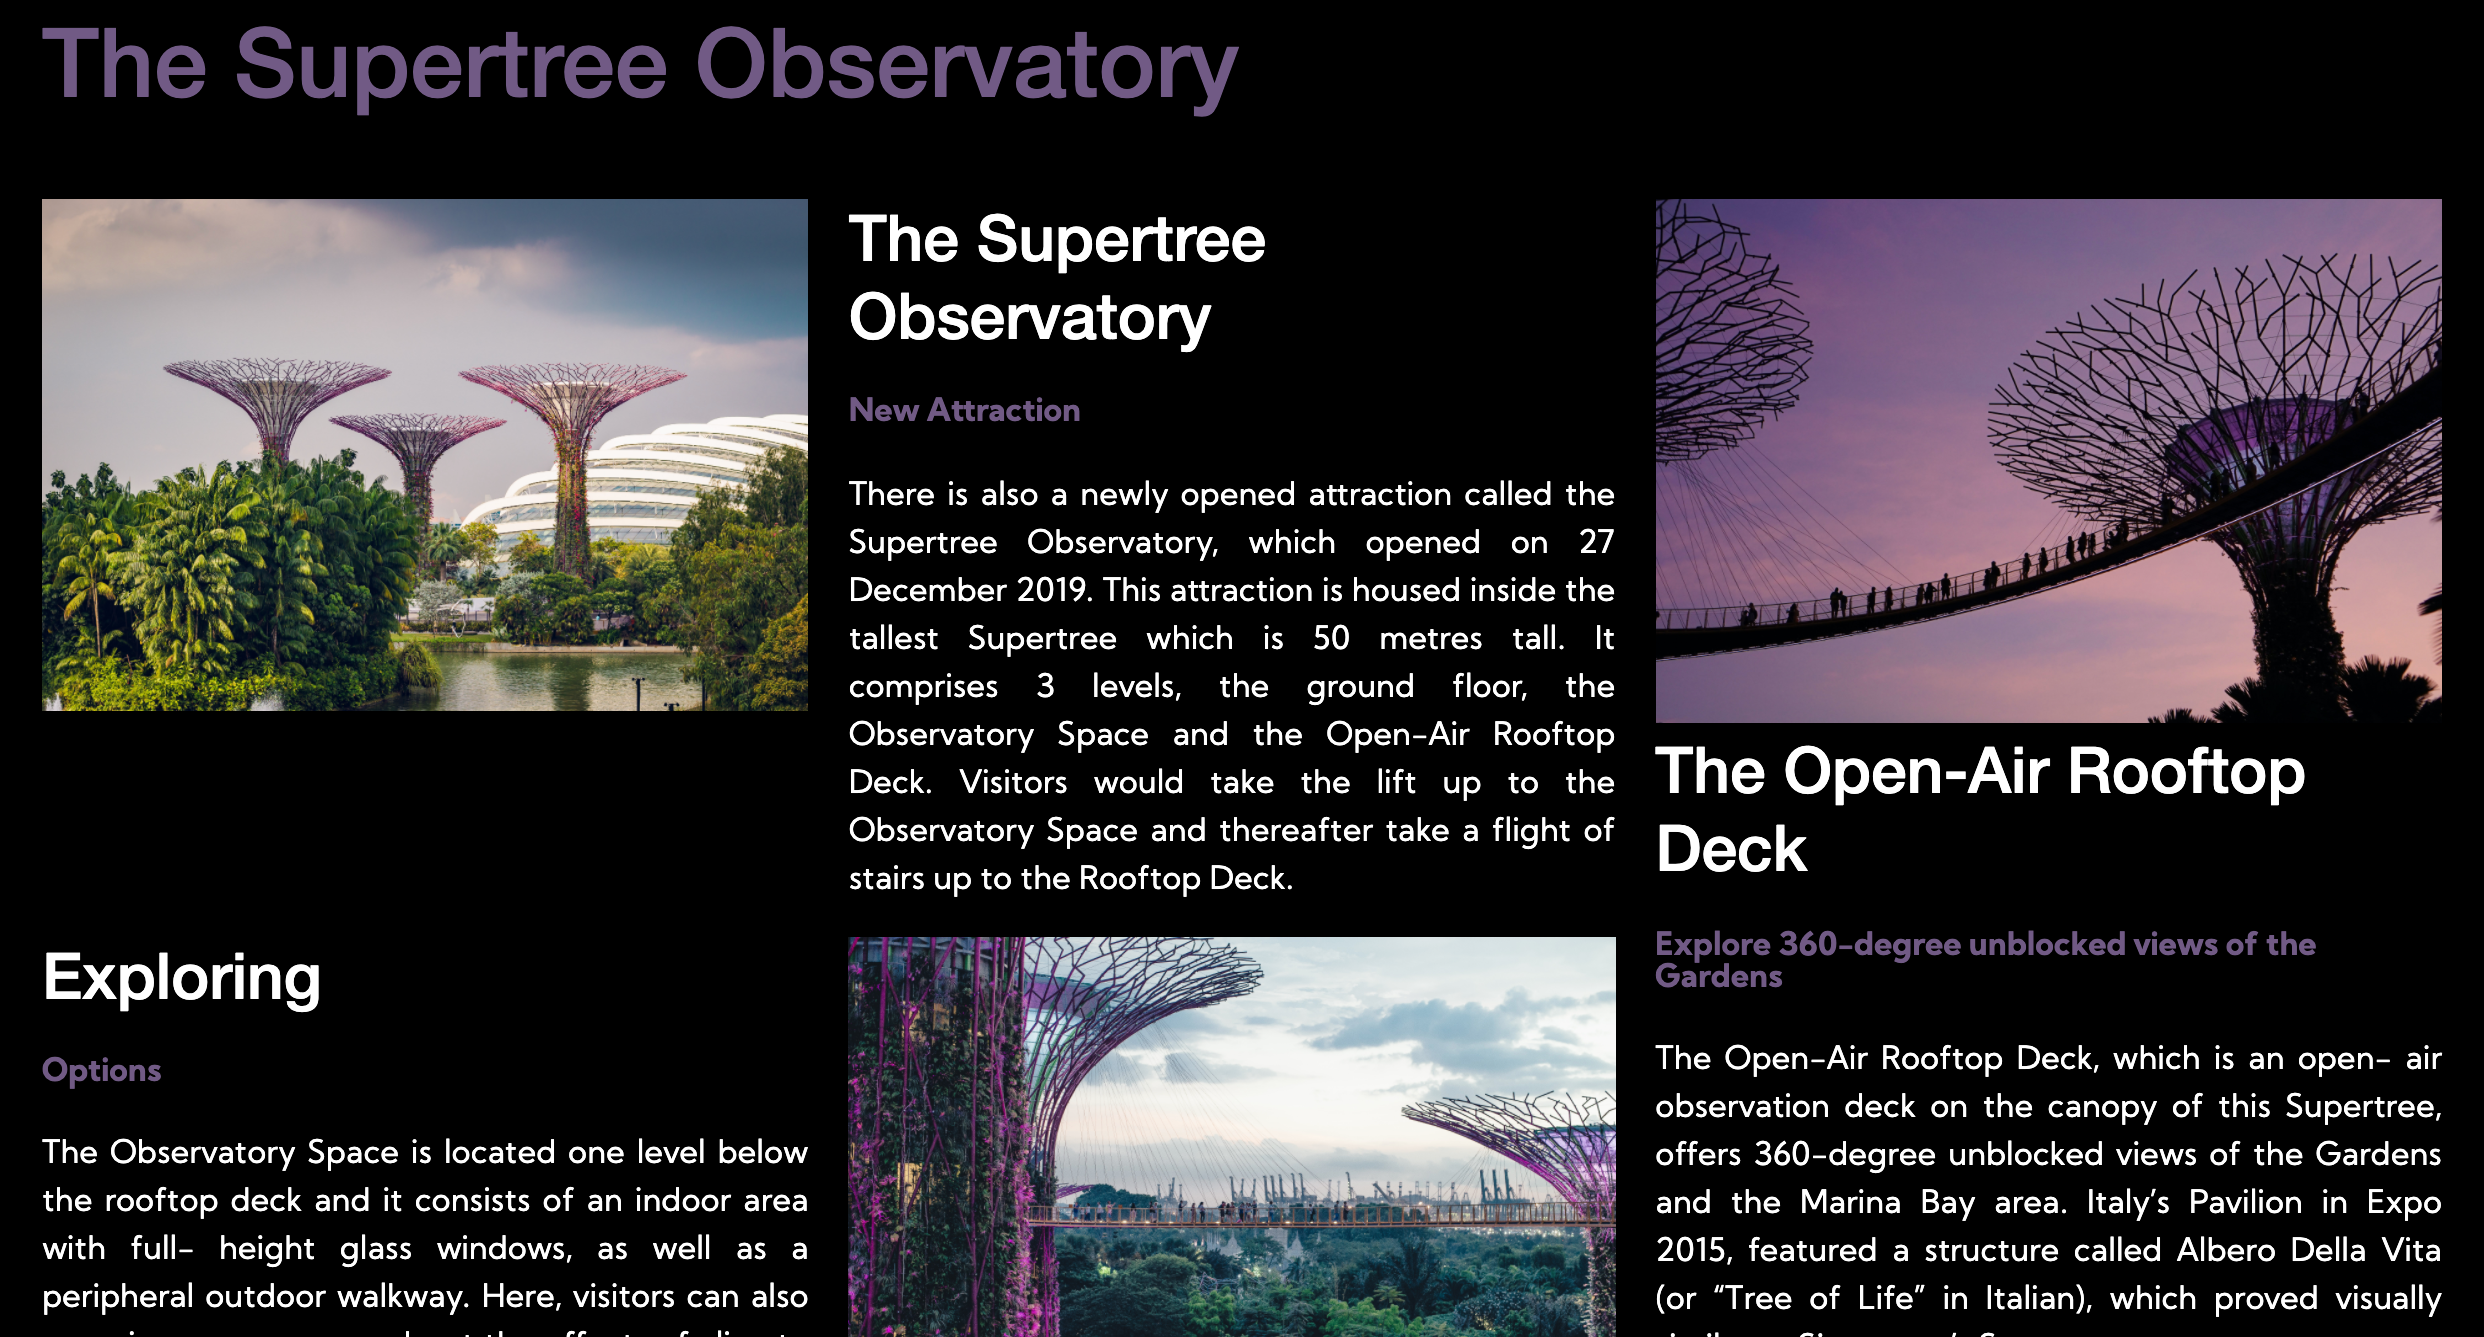 The Supertree Observatory
The Supertree
Observatory
New Attraction
There is also a newly opened attraction called the
Supertree Observatory, which opened on 27
December 2019. This attraction is housed inside the
tallest Supertree which is 50 metres tall. It
comprises 3 levels, the ground floor, the
Observatory Space and the Open-Air Rooftop
Deck. Visitors would take the lift up to the
Observatory Space and thereafter take a flight of
stairs up to the Rooftop Deck.
Exploring
Options
The Observatory Space is located one level below
the rooftop deck and it consists of an indoor area
with full- height glass windows, as well as a
peripheral outdoor walkway. Here, visitors can also
The Open-Air Rooftop
Deck
Explore 360-degree unblocked views of the
Gardens
The Open-Air Rooftop Deck, which is an open- air
observation deck on the canopy of this Supertree,
offers 360-degree unblocked views of the Gardens
and the Marina Bay area. Italy’s Pavilion in Expo
2015, featured a structure called Albero Della Vita
(or “Tree of Life” in Italian), which proved visually